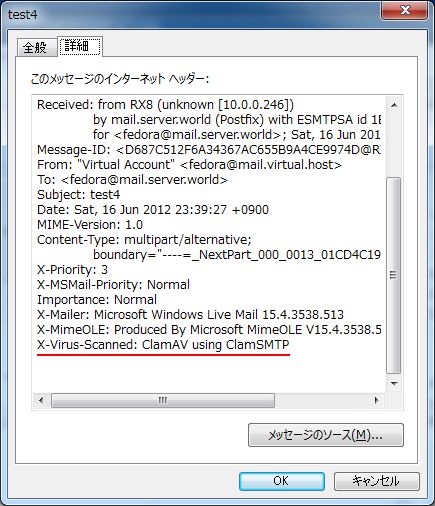 test4
全般
詳細
このメッセージのインターネット ヘッダー:
Received: from RX8 (unknown [10.0.0.246])
by mail.server.world (Postfix) with ESMTPSA id 1E
for <fedora@mail.server.world>; Sat, 16 Jun 201
Message-ID: <D687C512F6A34367AC655B9A4CE9974D@R
From: "Virtual Account" <fedora@mail.virtual.host>
To: <fedora@mail.server.world>
Subject: test4
Date: Sat, 16 Jun 2012 23:39:27 +0900
MIME-Version: 1.0
Content-Type: multipart/alternative;
boundary="----=_NextPart_000_0013_01CD4C19
X-Priority: 3
X-MSMail-Priority: Normal
Importance: Normal
X-Mailer: Microsoft Windows Live Mail 15.4.3538.513
X-MimeOLE: Produced By Microsoft MimeOLE V15.4.3538.5
X-Virus-Scanned: ClamAV using ClamSMTP
メッセージのソース(M)...
OK
キャンセル